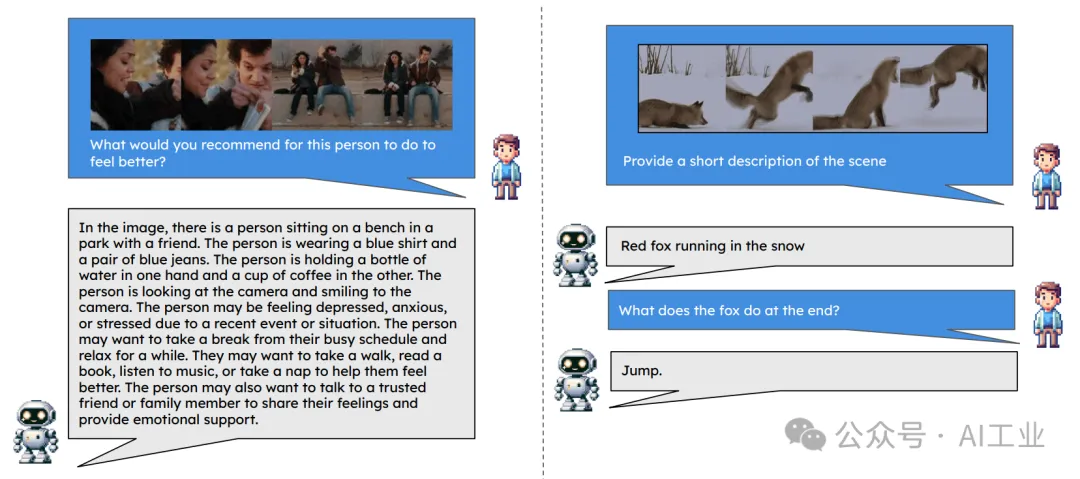 What would you recommend for this person to do to
feel better?
In the image, there is a person sitting on a bench in a
park with a friend. The person is wearing a blue shirt and
a pair of blue jeans. The person is holding a bottle of
water in one hand and a cup of coffee in the other. The
person is looking at the camera and smiling to the
camera. The person may be feeling depressed, anxious,
or stressed due to a recent event or situation. The person
may want to take a break from their busy schedule and
relax for a while. They may want to take a walk, read a
book, listen to music, or take a nap to help them feel
better. The person may also want to talk to a trusted
friend or family member to share their feelings and
provide emotional support.
Provide a short description of the scene
Red fox running in the snow
What does the fox do at the end?
Jump.
公众号 · AI工业